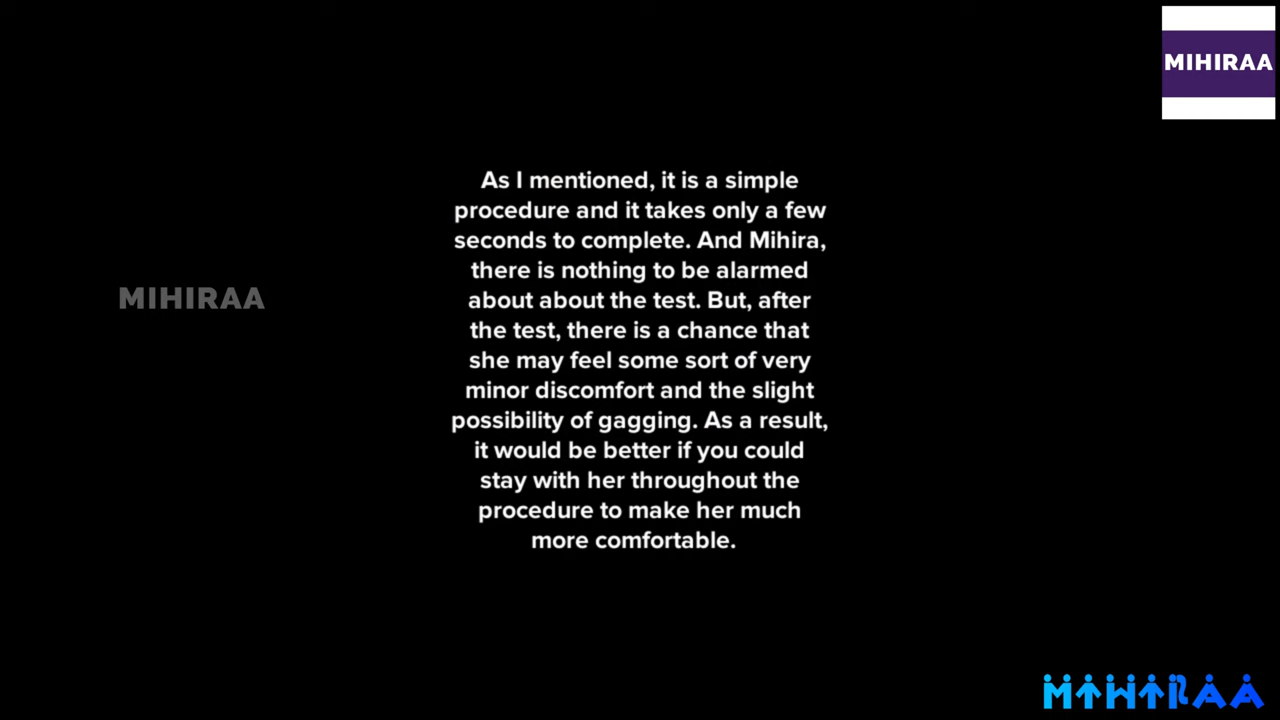 MIHIRAA
As I mentioned, it is a simple
procedure and it takes only a few
seconds to complete. And Mihira,
there is nothing to be alarmed
about about the test. But, after
the test, there is a chance that
she may feel some sort of very
minor discomfort and the slight
possibility of gagging. As a result,
it would be better if you could
stay with her throughout the
procedure to make her much
more comfortable.
MIHIRAA
MIHIRAA